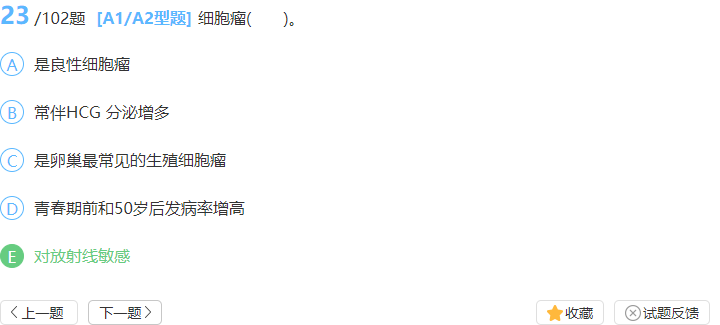 23 /102题 [A1/A2型题] 细胞瘤(　　)。
A 是良性细胞瘤
B 常伴HCG 分泌增多
C 是卵巢最常见的生殖细胞瘤
D 青春期前和50岁后发病率增高
E 对放射线敏感
上一题 下一题 收藏 试题反馈